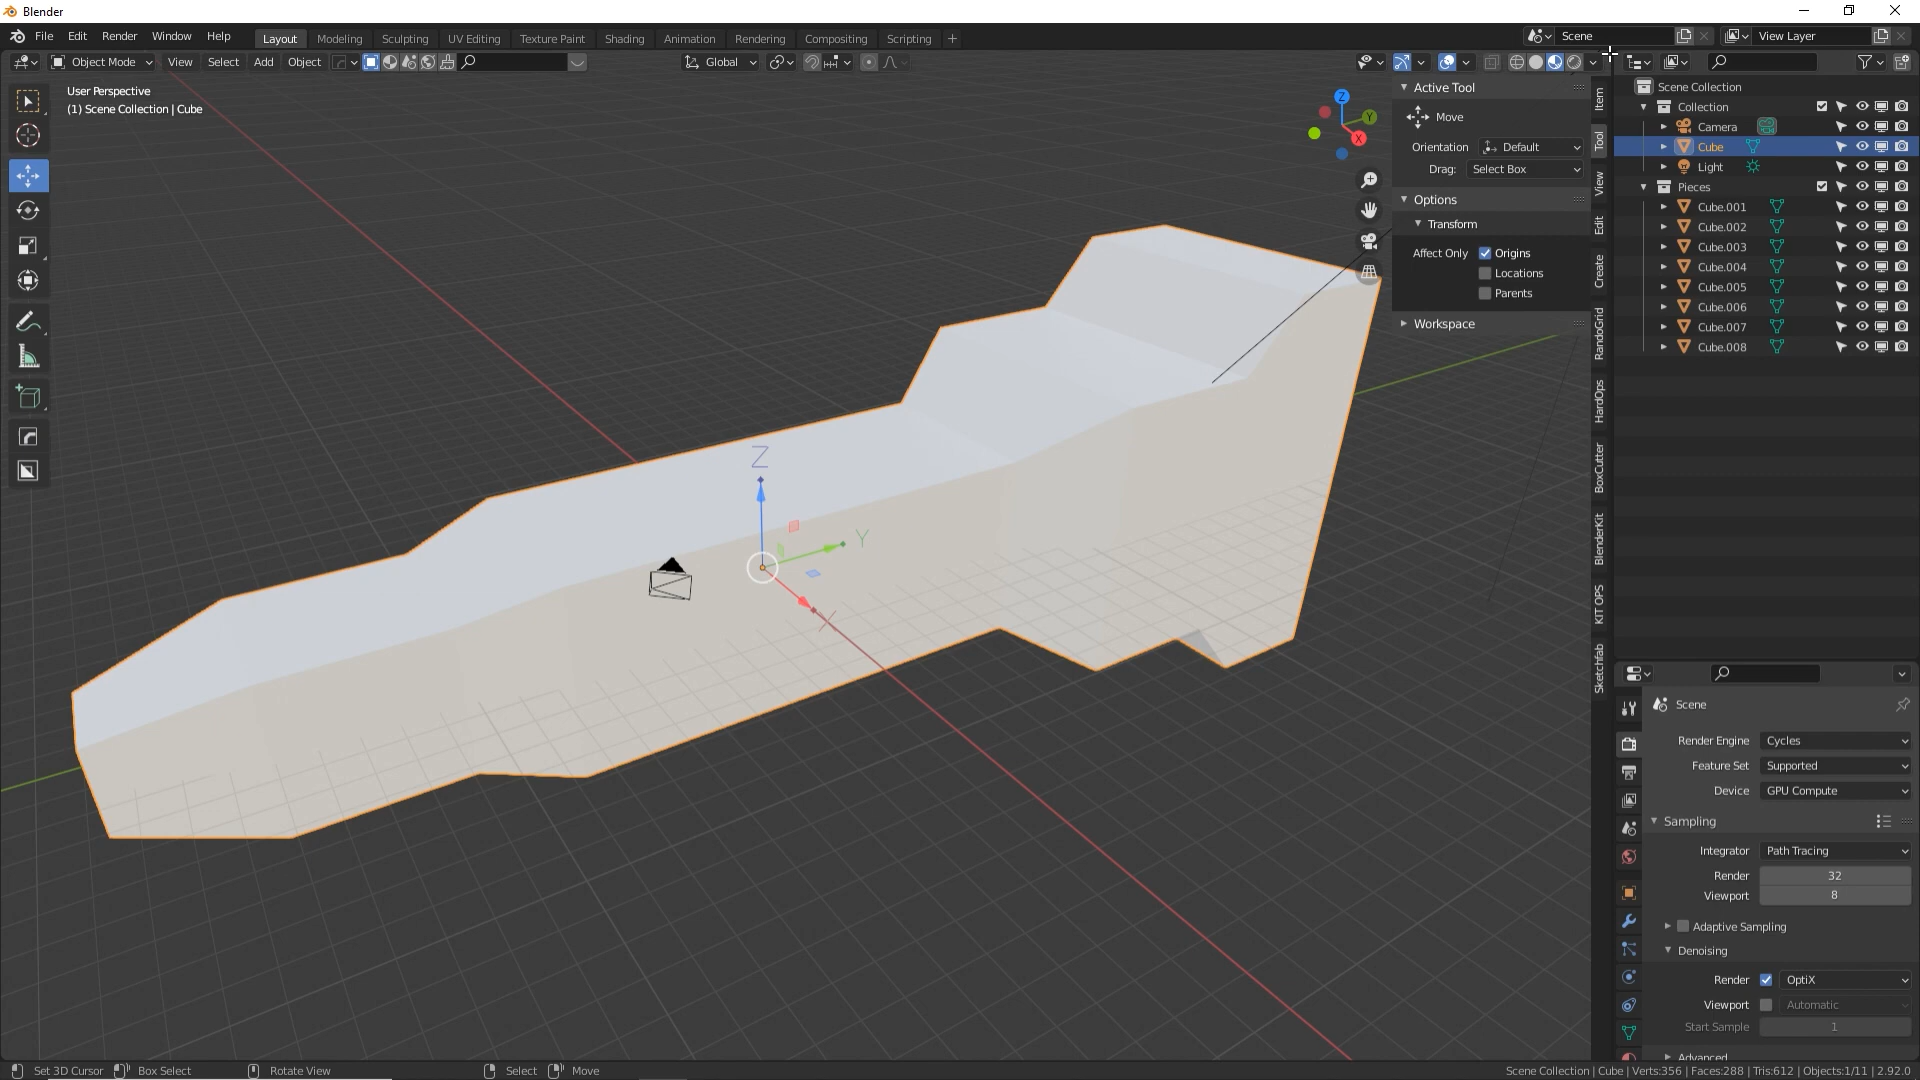 Blender
File Edit Render Window Help Layout Modeling Sculpting UV Editing Texture Paint Shading Animation Rendering Compositing Scripting + Scene View Layer
Object Mode View Select Add Object Global
User Perspective
(1) Scene Collection | Cube
Z
Y
X
Z
Y
X
Active Tool
Move
Orientation Default
Drag: Select Box
Options
Transform
Affect Only Origins
Locations
Parents
Workspace
Item
Tool
View
Edit
Create
RandoGrid
HardOps
BoxCutter
BlenderKit
KIT OPS
Sketchfab
Scene Collection
Collection
Camera
Cube
Light
Pieces
Cube.001
Cube.002
Cube.003
Cube.004
Cube.005
Cube.006
Cube.007
Cube.008
Scene
Render Engine Cycles
Feature Set Supported
Device GPU Compute
Sampling
Integrator Path Tracing
Render 32
Viewport 8
Adaptive Sampling
Denoising
Render OptiX
Viewport Automatic
Start Sample 1
Advanced
Set 3D Cursor Box Select Rotate View Select Move Scene Collection | Cube | Verts:356 | Faces:288 | Tris:612 | Objects:1/11 | 2.92.0